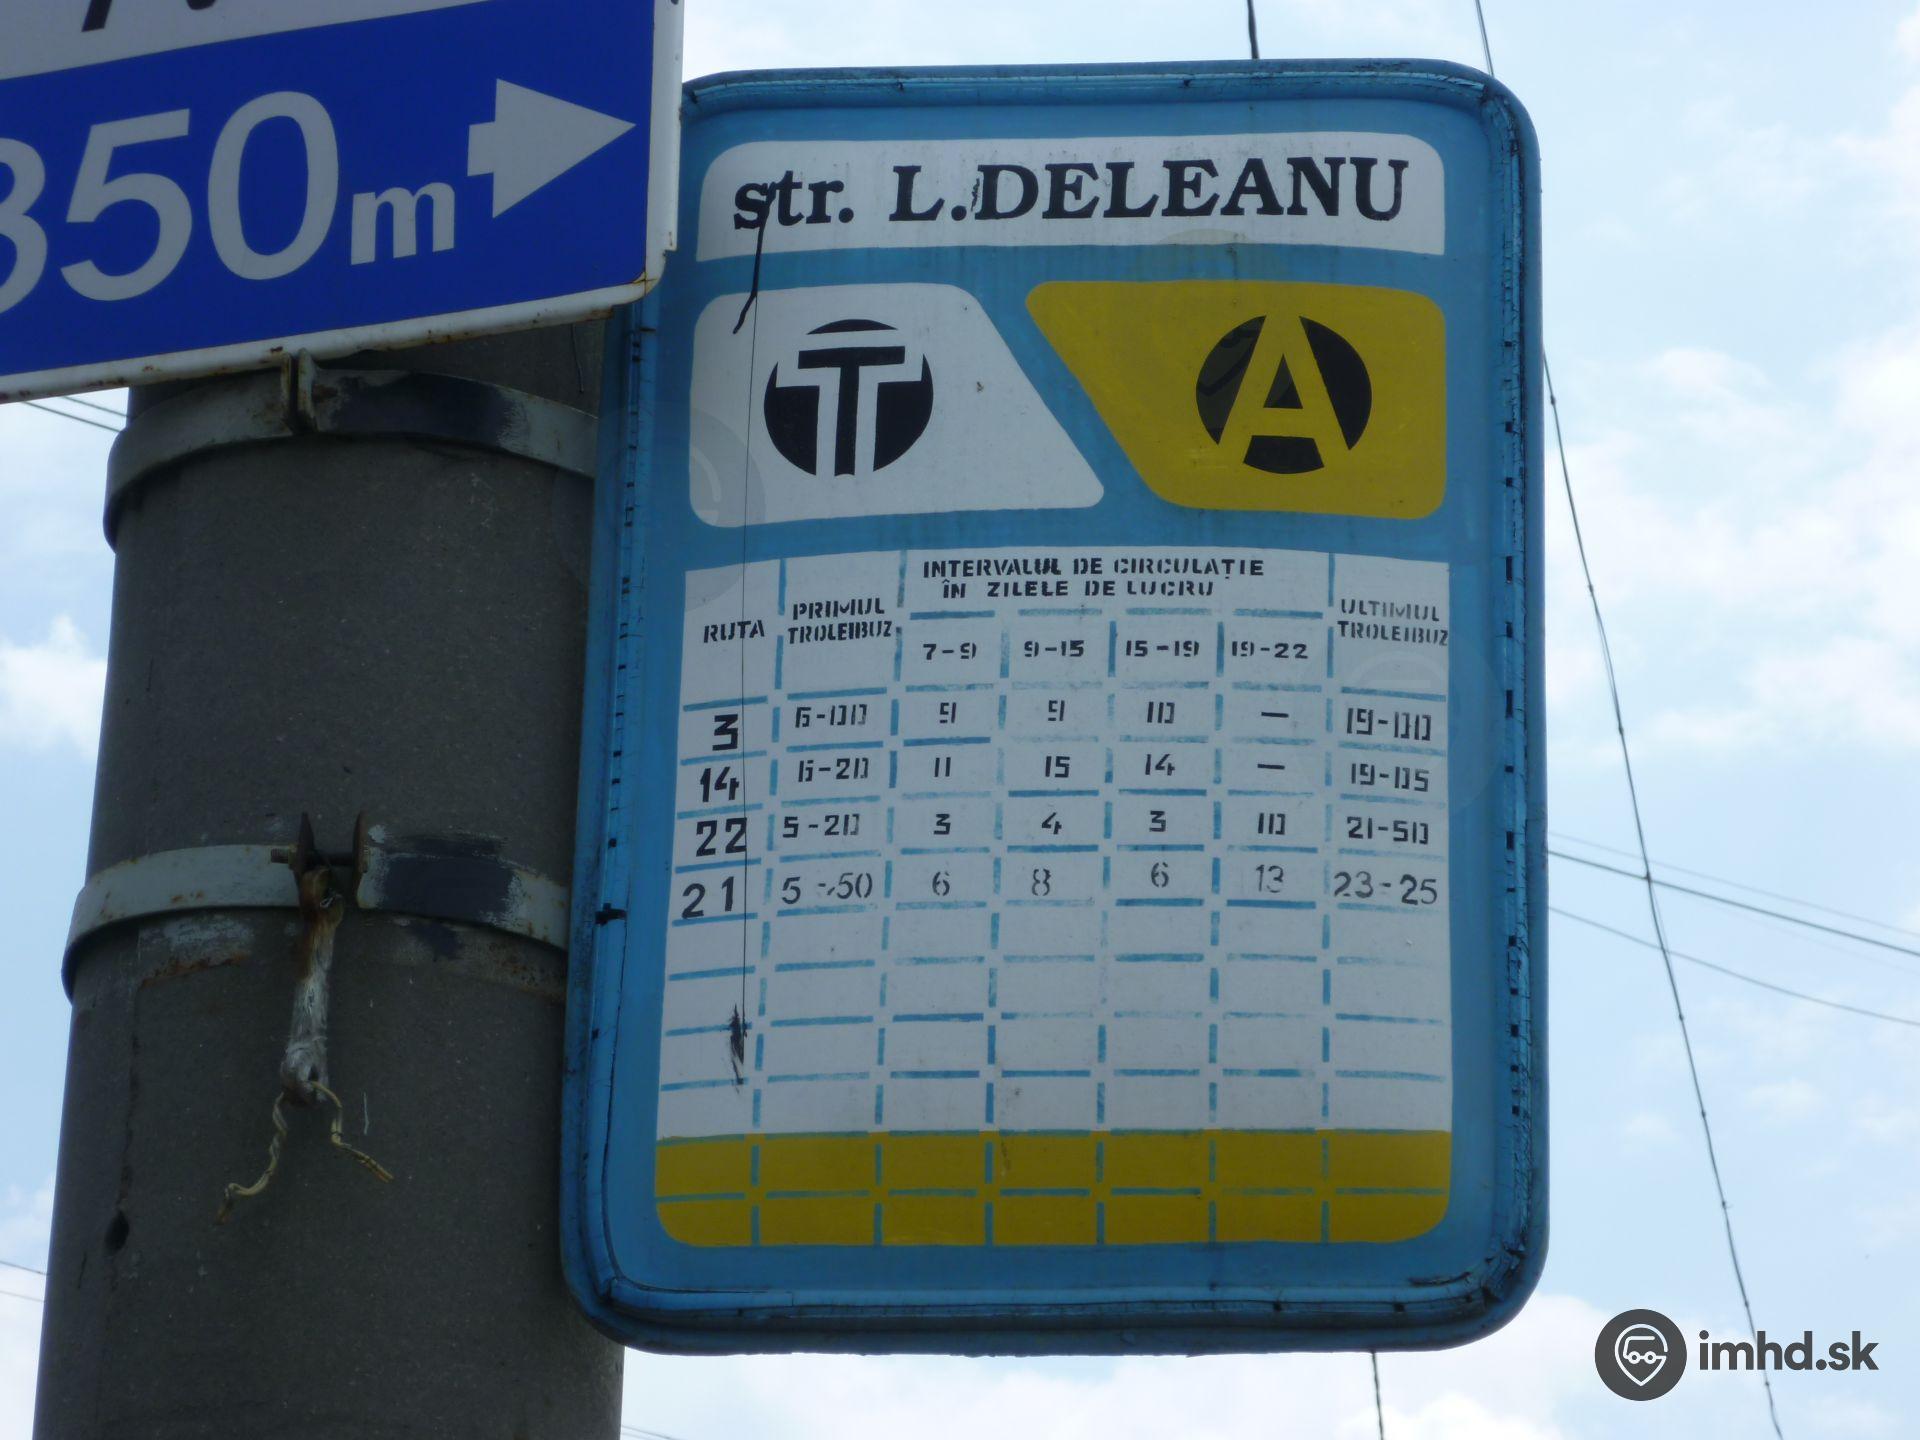 350m
str. L.DELEANU
T A
INTERVALUL DE CIRCULAȚIE
ÎN ZILELE DE LUCRU
RUTA PRIMUL TROLEIBUZ 7-9 9-15 15-19 19-22 ULTIMUL TROLEIBUZ
3 6-00 9 9 10 — 19-00
14 6-20 11 15 14 — 19-05
22 5-20 3 4 3 10 21-50
21 5-50 6 8 6 13 23-25
imhd.sk